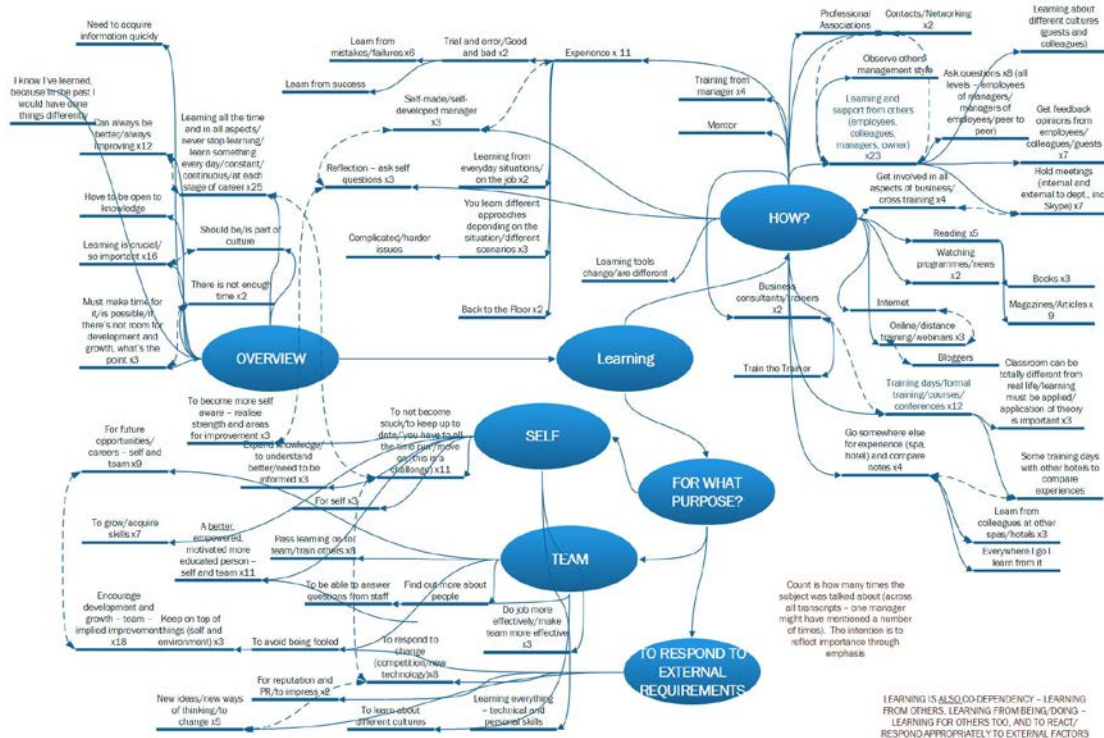 Need to acquire
information quickly
I know I've learned,
because in the past I
would have done
things differently
Can always be
better/always
improving x12
Learning all the time
and in all aspects/
never stop learning/
learn something
every day/constant/
continuous/at each
stage of career x25
Have to be open to
knowledge
Should be/is part of
culture
Learning is crucial/
so important x16
There is not enough
time x2
Must make time for
it/is possible/if
there's not room for
development and
growth, what's the
point x3
OVERVIEW
Learn from
mistakes/failures x6
Trial and error/Good
and bad x2
Experience x 11
Learn from success
Self-made/self-
developed manager
x3
Reflection – ask self
questions x3
Learning from
everyday situations/
on the job x2
You learn different
approaches
depending on the
situation/different
scenarios x3
Complicated/harder
issues
Back to the Floor x2
Learning
Professional
Associations
Contacts/Networking
x2
Learning about
different cultures
(guests and
colleagues)
Observe others
management style
Training from
manager x4
Mentor
Learning and
support from others
(employees,
colleagues,
managers, owner)
x23
Ask questions x8 (all
levels – employees
of managers/
managers of
employees/peer to
peer)
Get feedback
opinions from
employees/
colleagues/guests
x7
Get involved in all
aspects of business/
cross training x4
Hold meetings
(internal and
external to dept., inc
Skype) x7
HOW?
Learning tools
change/are different
Reading x5
Watching
programmes/news
x2
Books x3
Magazines/Articles x
9
Internet
Online/distance
training/webinars x3
Bloggers
Business
consultants/trainers
x2
Train the Trainor
Training days/formal
training/courses/
conferences x12
Classroom can be
totally different from
real life/learning
must be applied/
application of theory
is important x3
Go somewhere else
for experience (spa,
hotel) and compare
notes x4
Some training days
with other hotels to
compare
experiences
Learn from
colleagues at other
spas/hotels x3
Everywhere I go I
learn from it
To become more self
aware – realise
strength and areas
for improvement x3
To not become
stuck/to keep up to
date/'you have to all
the time run'/move
on (this is a
challenge) x11
SELF
FOR WHAT
PURPOSE?
For future
opportunities/
careers – self and
team x9
Expand knowledge/
to understand
better/need to be
informed x3
For self x3
To grow/acquire
skills x7
A better,
empowered,
motivated more
educated person –
self and team x11
Pass learning on to
team/train others x8
TEAM
To be able to answer
questions from staff
Find out more about
people
Encourage
development and
growth – team –
implied improvement
x18
Keep on top of
things (self and
environment) x3
To avoid being fooled
To respond to
change
(competition/new
technology)x8
Do job more
effectively/make
team more effective
x3
TO RESPOND TO
EXTERNAL
REQUIREMENTS
For reputation and
PR/to impress x2
New ideas/new ways
of thinking/to
change x5
To learn about
different cultures
Learning everything
– technical and
personal skills
Count is how many times the
subject was talked about (across
all transcripts – one manager
might have mentioned a number
of times). The intention is to
reflect importance through
emphasis
LEARNING IS ALSO CO-DEPENDENCY – LEARNING
FROM OTHERS, LEARNING FROM BEING/DOING –
LEARNING FOR OTHERS TOO, AND TO REACT/
RESPOND APPROPRIATELY TO EXTERNAL FACTORS